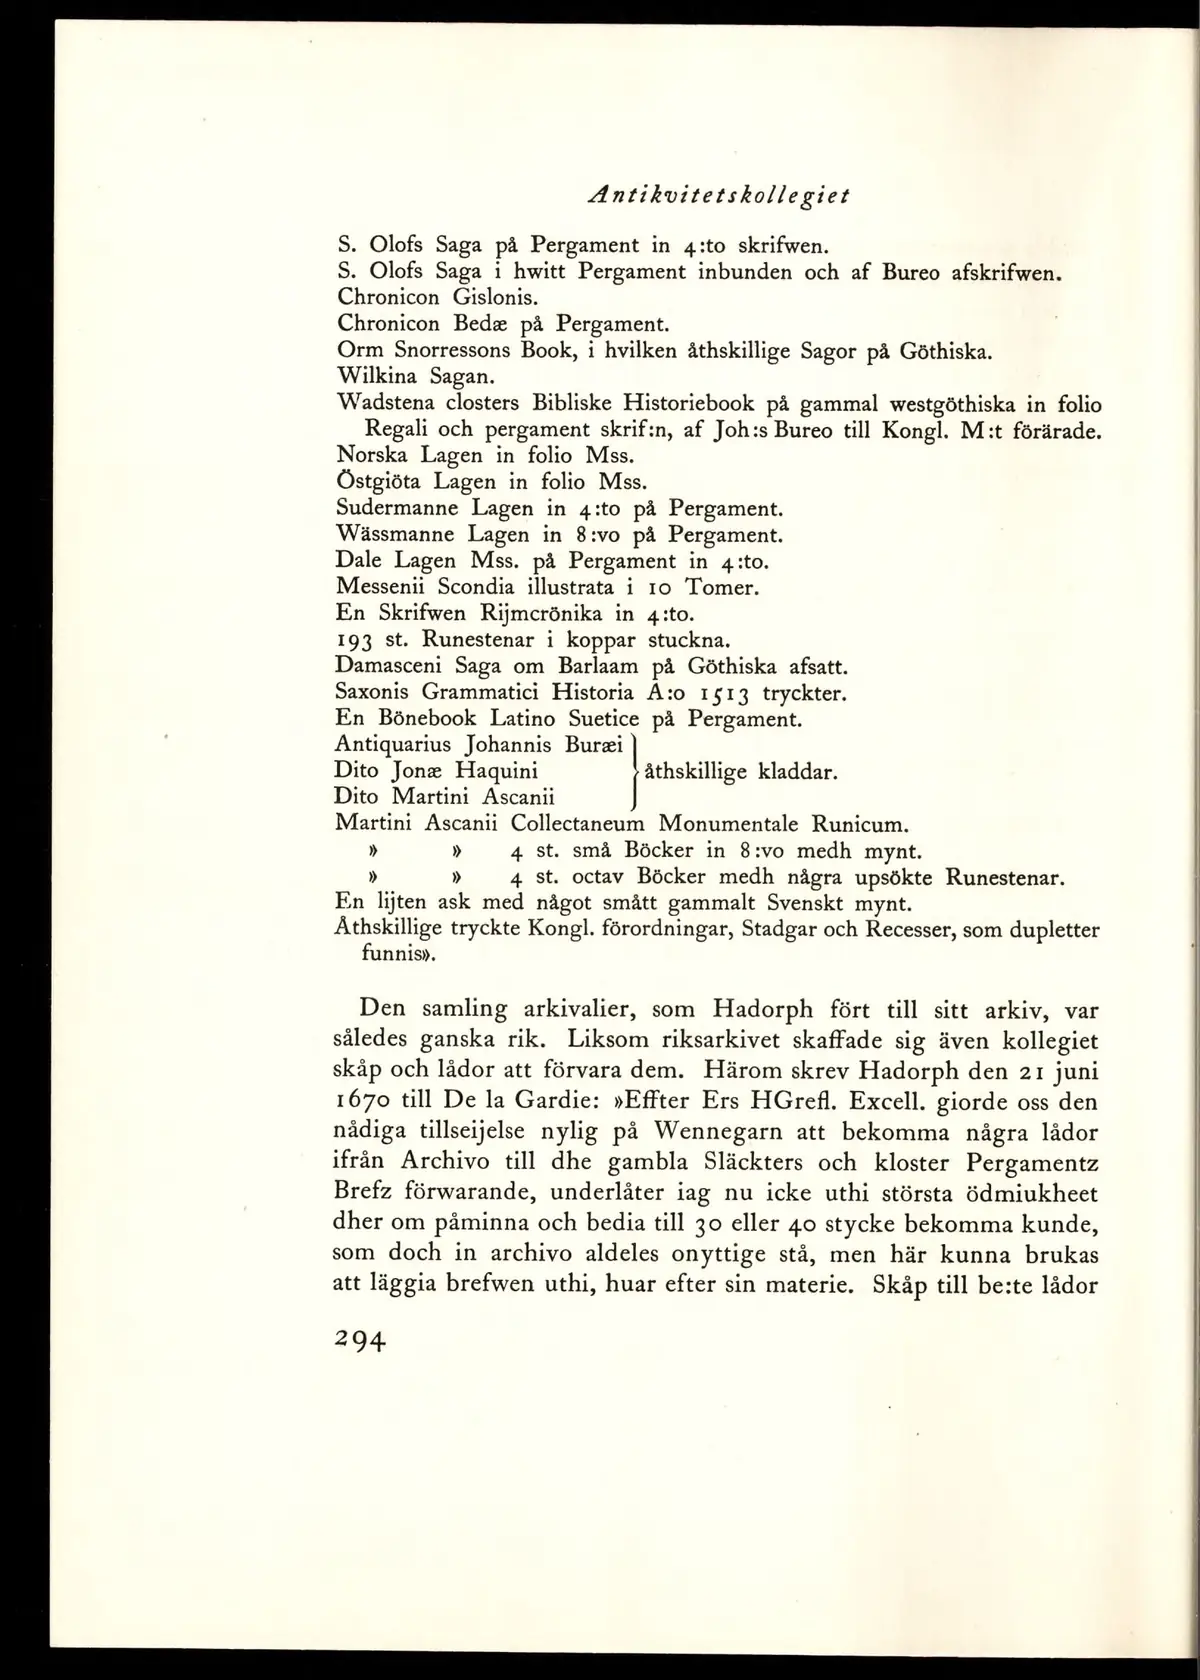 Antikvitetskollegiet
S. Olofs Saga på Pergament in 4:to skrifwen.
S. Olofs Saga i hwitt Pergament inbunden och af Bureo afskrifwen.
Chronicon Gislonis.
Chronicon Bedæ på Pergament.
Orm Snorressons Book, i hvilken åthskillige Sagor på Göthiska.
Wilkina Sagan.
Wadstena closters Bibliske Historiebook på gammal westgöthiska in folio
Regali och pergament skrif:n, af Joh:s Bureo till Kongl. M:t förärade.
Norska Lagen in folio Mss.
Östgiöta Lagen in folio Mss.
Sudermanne Lagen in 4:to på Pergament.
Wässmanne Lagen in 8:vo på Pergament.
Dale Lagen Mss. på Pergament in 4:to.
Messenii Scondia illustrata i 10 Tomer.
En Skrifwen Rijmcrönika in 4:to.
193 st. Runestenar i koppar stuckna.
Damasceni Saga om Barlaam på Göthiska afsatt.
Saxonis Grammatici Historia A:o 1513 tryckter.
En Bönebook Latino Suetice på Pergament.
Antiquarius Johannis Buræi
Dito Jonæ Haquini } åthskillige kladdar.
Dito Martini Ascanii
Martini Ascanii Collectaneum Monumentale Runicum.
» » 4 st. små Böcker in 8:vo medh mynt.
» » 4 st. octav Böcker medh några upsökte Runestenar.
En lijten ask med något smått gammalt Svenskt mynt.
Åthskillige tryckte Kongl. förordningar, Stadgar och Recesser, som dupletter
funnis».
Den samling arkivalier, som Hadorph fört till sitt arkiv, var
således ganska rik. Liksom riksarkivet skaffade sig även kollegiet
skåp och lådor att förvara dem. Härom skrev Hadorph den 21 juni
1670 till De la Gardie: »Effter Ers HGrefl. Excell. giorde oss den
nådiga tillseijelse nylig på Wennegarn att bekomma några lådor
ifrån Archivo till dhe gambla Släckters och kloster Pergamentz
Brefz förwarande, underlåter iag nu icke uthi största ödmiukheet
dher om påminna och bedia till 30 eller 40 stycke bekomma kunde,
som doch in archivo aldeles onyttige stå, men här kunna brukas
att läggia brefwen uthi, huar efter sin materie. Skåp till be:te lådor
294